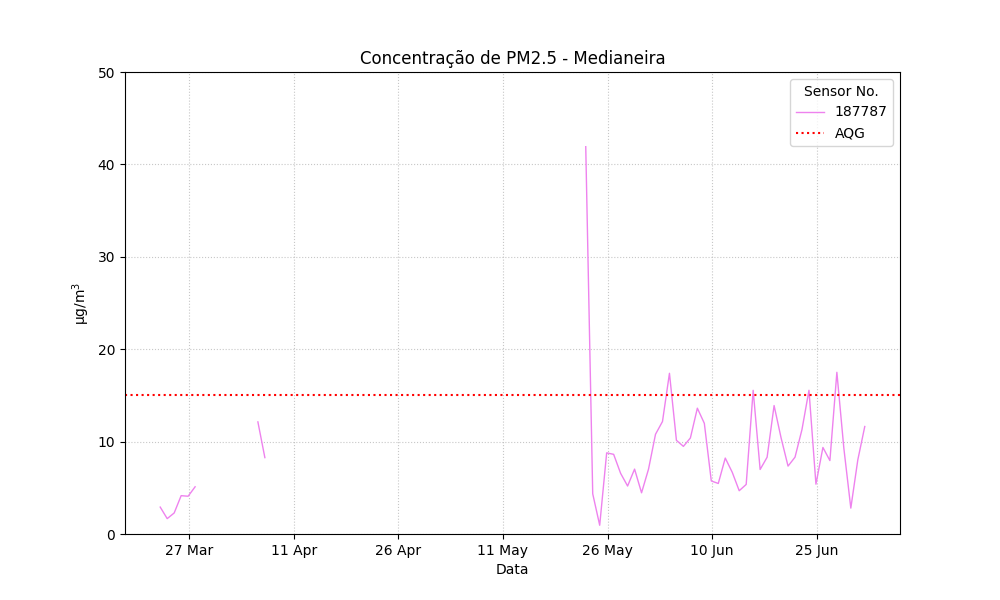 Concentração de PM2.5 - Medianeira
Sensor No.
187787
AQG
50
40
30
20
10
0
µg/m³
27 Mar 11 Apr 26 Apr 11 May 26 May 10 Jun 25 Jun
Data